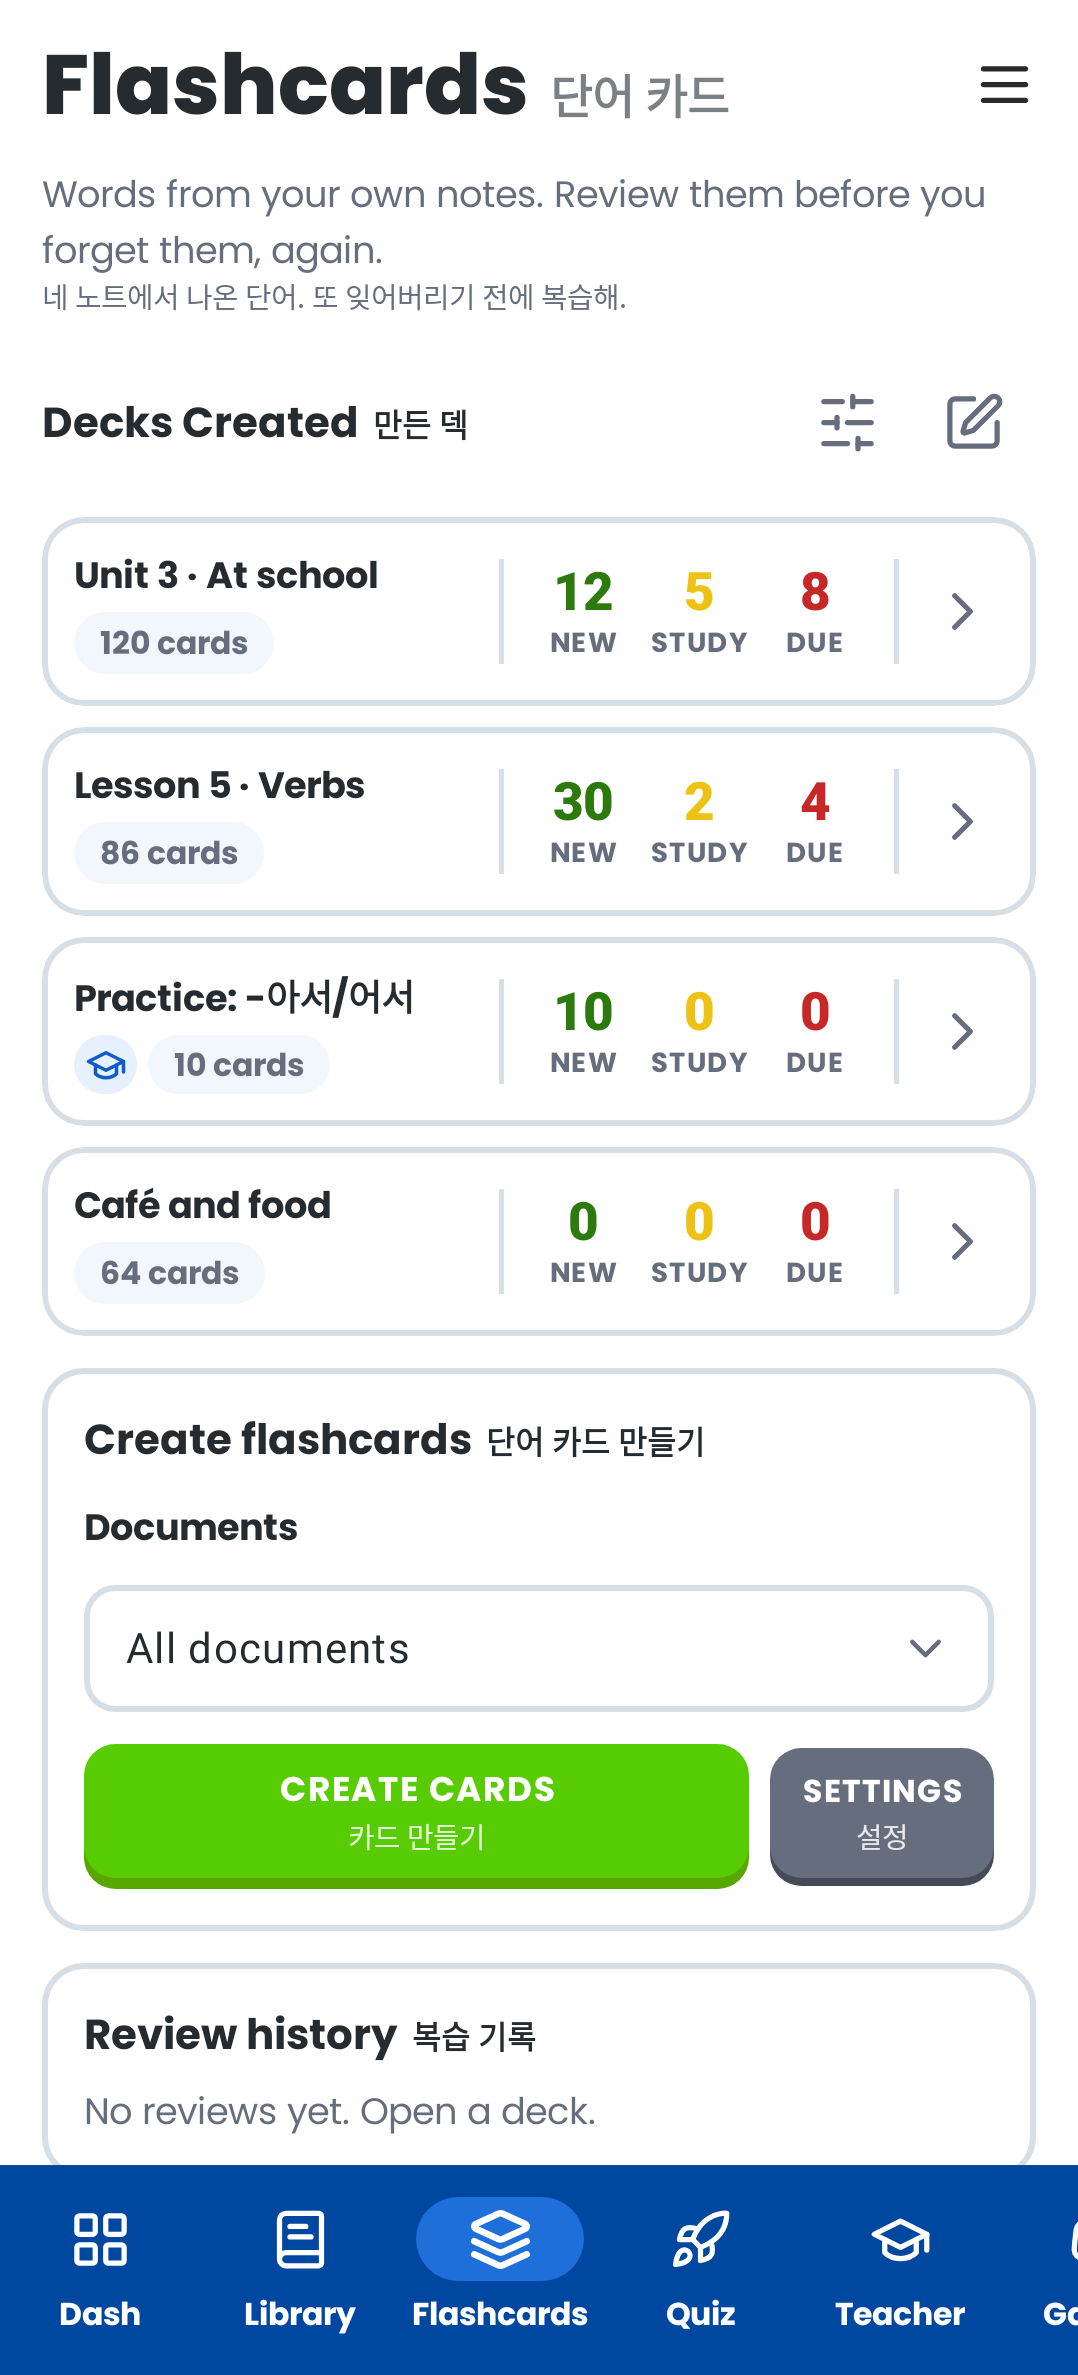 Flashcards 단어 카드
Words from your own notes. Review them before you
forget them, again.
네 노트에서 나온 단어. 또 잊어버리기 전에 복습해.
Decks Created 만든 덱
Unit 3 · At school
120 cards
12 5 8
NEW STUDY DUE
Lesson 5 · Verbs
86 cards
30 2 4
NEW STUDY DUE
Practice: -아서/어서
10 cards
10 0 0
NEW STUDY DUE
Café and food
64 cards
0 0 0
NEW STUDY DUE
Create flashcards 단어 카드 만들기
Documents
All documents
CREATE CARDS
카드 만들기
SETTINGS
설정
Review history 복습 기록
No reviews yet. Open a deck.
Dash Library Flashcards Quiz Teacher